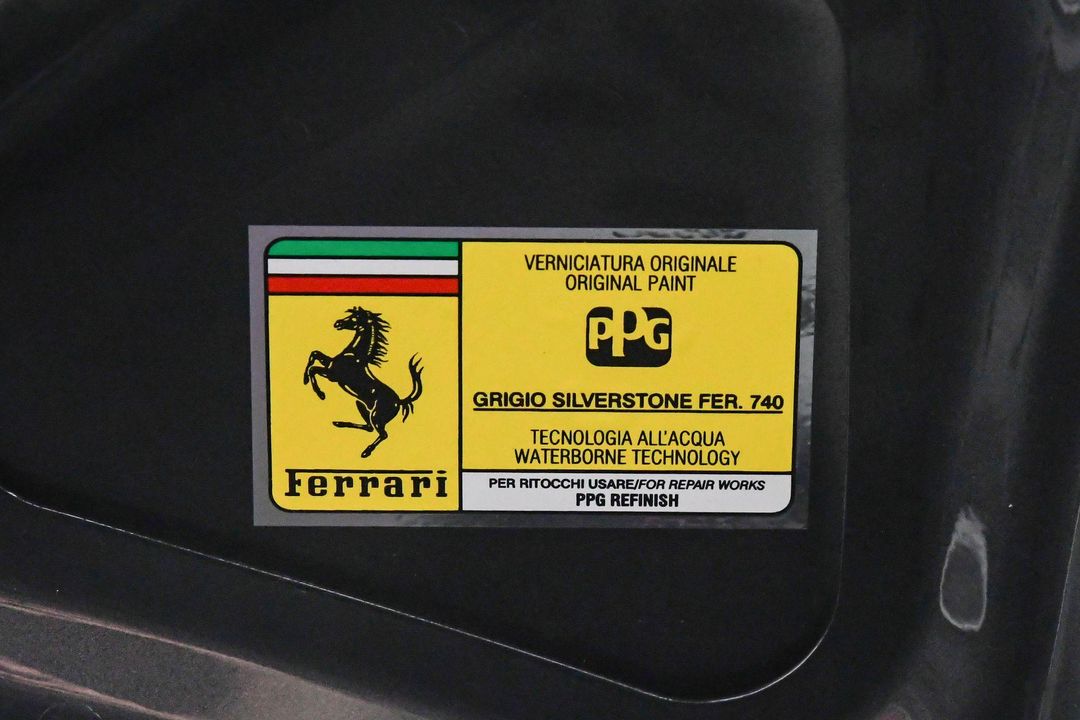 Ferrari
VERNICIATURA ORIGINALE
ORIGINAL PAINT
PPG
GRIGIO SILVERSTONE FER. 740
TECNOLOGIA ALL'ACQUA
WATERBORNE TECHNOLOGY
PER RITOCCHI USARE/FOR REPAIR WORKS
PPG REFINISH